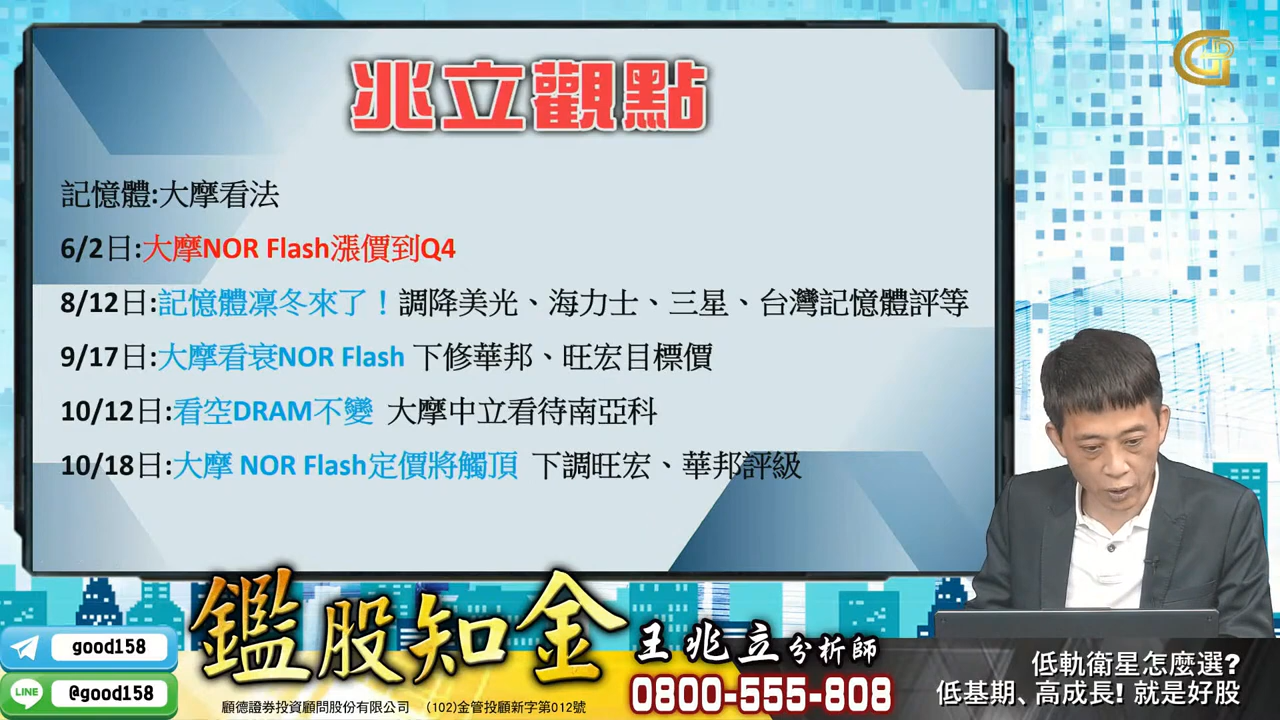 兆立觀點
記憶體:大摩看法
6/2日:大摩NOR Flash漲價到Q4
8/12日:記憶體凜冬來了！調降美光、海力士、三星、台灣記憶體評等
9/17日:大摩看衰NOR Flash 下修華邦、旺宏目標價
10/12日:看空DRAM不變 大摩中立看待南亞科
10/18日:大摩 NOR Flash定價將觸頂 下調旺宏、華邦評級
good158
LINE @good158
鑑股知金
王兆立分析師
0800-555-808
顧德證券投資顧問股份有限公司 (102)金管投顧新字第012號
低軌衛星怎麼選?
低基期、高成長! 就是好股